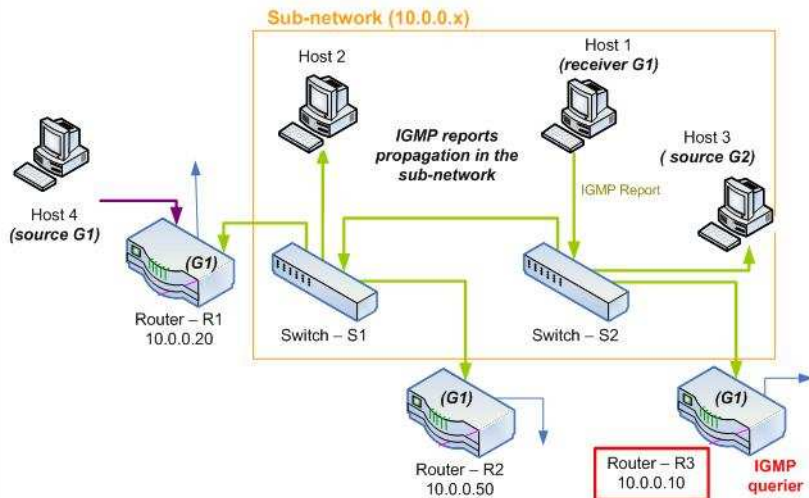 Sub-network (10.0.0.x)
Host 2
Host 1
(receiver G1)
IGMP reports
propagation in the
sub-network
Host 3
( source G2)
IGMP Report
Host 4
(source G1)
(G1)
Router – R1
10.0.0.20
Switch – S1
Switch – S2
(G1)
Router – R2
10.0.0.50
(G1)
Router – R3
10.0.0.10
IGMP
querier